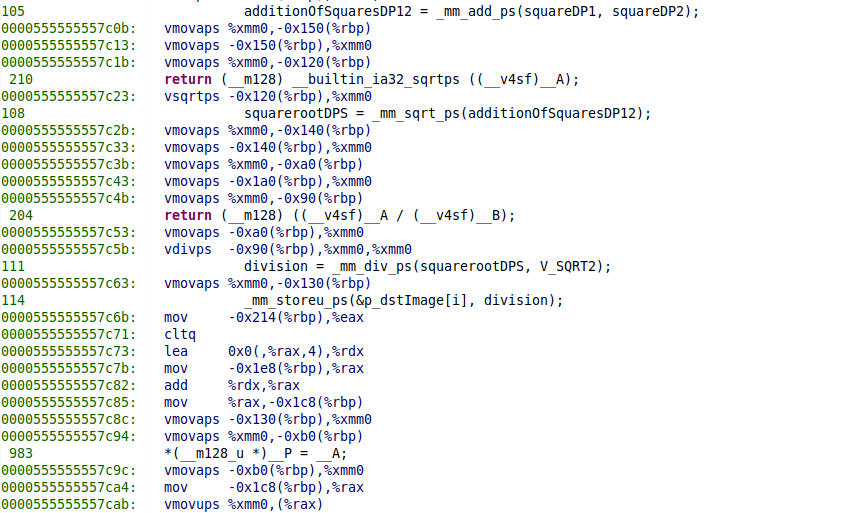 105 additionOfSquaresDP12 = _mm_add_ps(squareDP1, squareDP2);
0000555555557c0b: vmovaps %xmm0,-0x150(%rbp)
0000555555557c13: vmovaps -0x150(%rbp),%xmm0
0000555555557c1b: vmovaps %xmm0,-0x120(%rbp)
210 return (__m128) __builtin_ia32_sqrtps ((__v4sf)__A);
0000555555557c23: vsqrtps -0x120(%rbp),%xmm0
108 squarerootDPS = _mm_sqrt_ps(additionOfSquaresDP12);
0000555555557c2b: vmovaps %xmm0,-0x140(%rbp)
0000555555557c33: vmovaps -0x140(%rbp),%xmm0
0000555555557c3b: vmovaps %xmm0,-0xa0(%rbp)
0000555555557c43: vmovaps -0x1a0(%rbp),%xmm0
0000555555557c4b: vmovaps %xmm0,-0x90(%rbp)
204 return (__m128) ((__v4sf)__A / (__v4sf)__B);
0000555555557c53: vmovaps -0xa0(%rbp),%xmm0
0000555555557c5b: vdivps -0x90(%rbp),%xmm0,%xmm0
111 division = _mm_div_ps(squarerootDPS, V_SQRT2);
0000555555557c63: vmovaps %xmm0,-0x130(%rbp)
114 _mm_storeu_ps(&p_dstImage[i], division);
0000555555557c6b: mov -0x214(%rbp),%eax
0000555555557c71: cltq
0000555555557c73: lea 0x0(,%rax,4),%rdx
0000555555557c7b: mov -0x1e8(%rbp),%rax
0000555555557c82: add %rdx,%rax
0000555555557c85: mov %rax,-0x1c8(%rbp)
0000555555557c8c: vmovaps -0x130(%rbp),%xmm0
0000555555557c94: vmovaps %xmm0,-0xb0(%rbp)
983 *(__m128_u *)__P = __A;
0000555555557c9c: vmovaps -0xb0(%rbp),%xmm0
0000555555557ca4: mov -0x1c8(%rbp),%rax
0000555555557cab: vmovups %xmm0,(%rax)